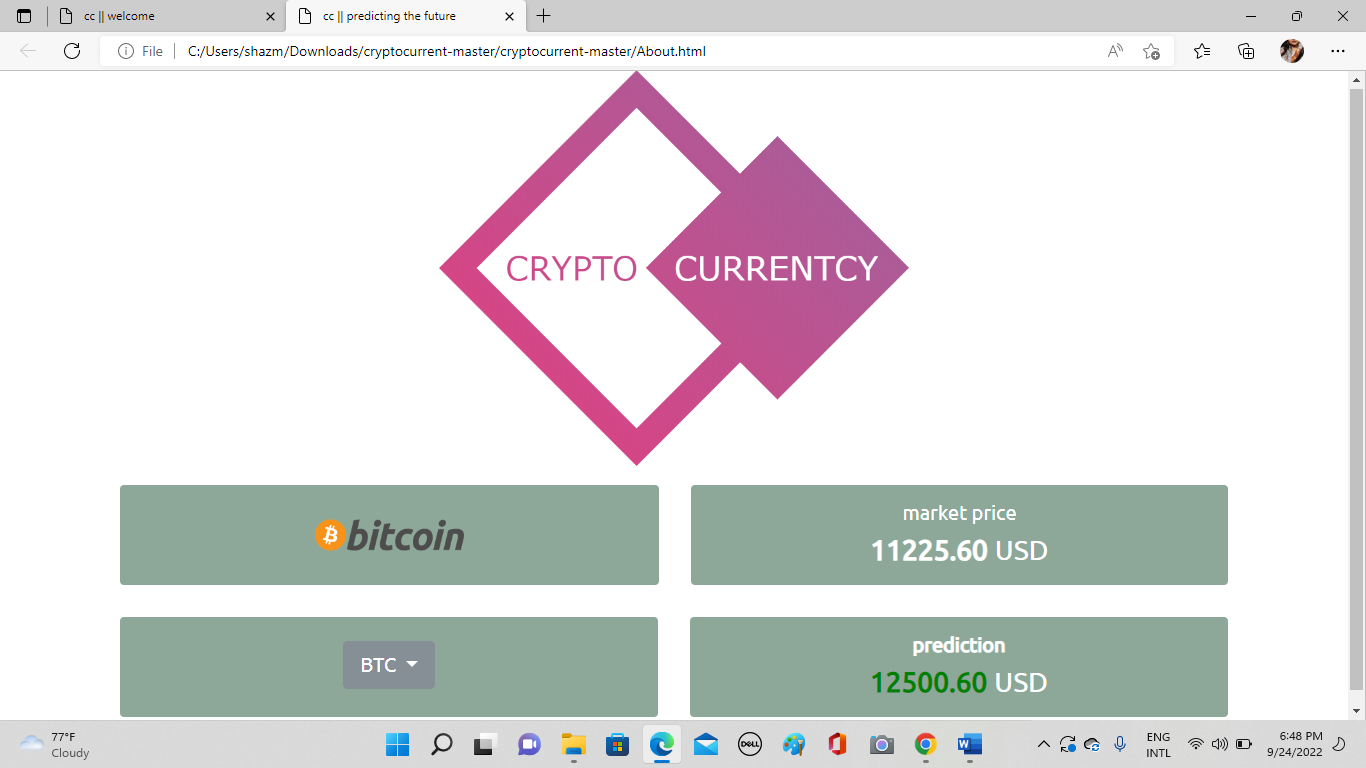 cc || welcome
cc || predicting the future
File
C:/Users/shazm/Downloads/cryptocurrent-master/cryptocurrent-master/About.html
CRYPTO CURRENTCY
bitcoin
market price
11225.60 USD
BTC
prediction
12500.60 USD
77°F
Cloudy
DELL
ENG
INTL
6:48 PM
9/24/2022